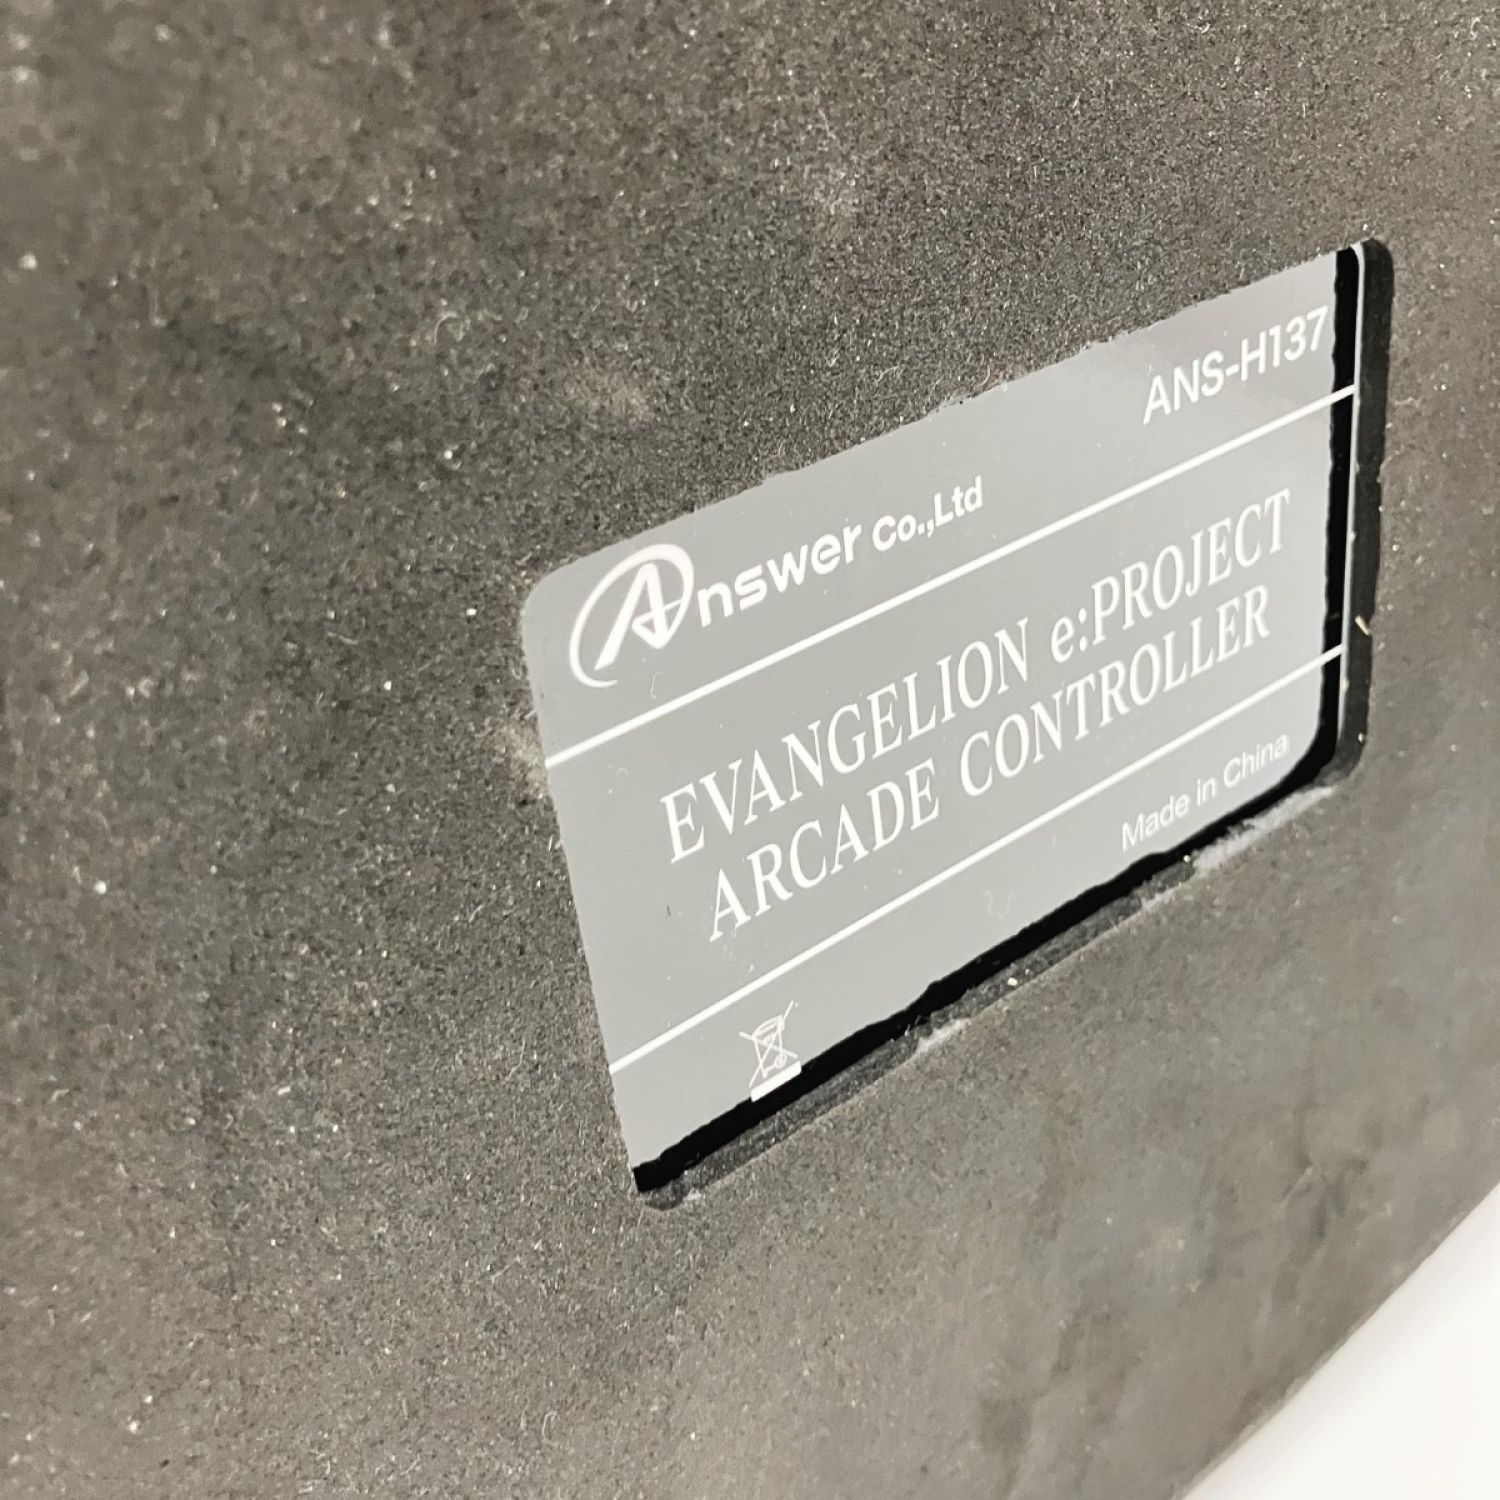 Answer Co.,Ltd ANS-H137
EVANGELION e:PROJECT
ARCADE CONTROLLER
Made in China